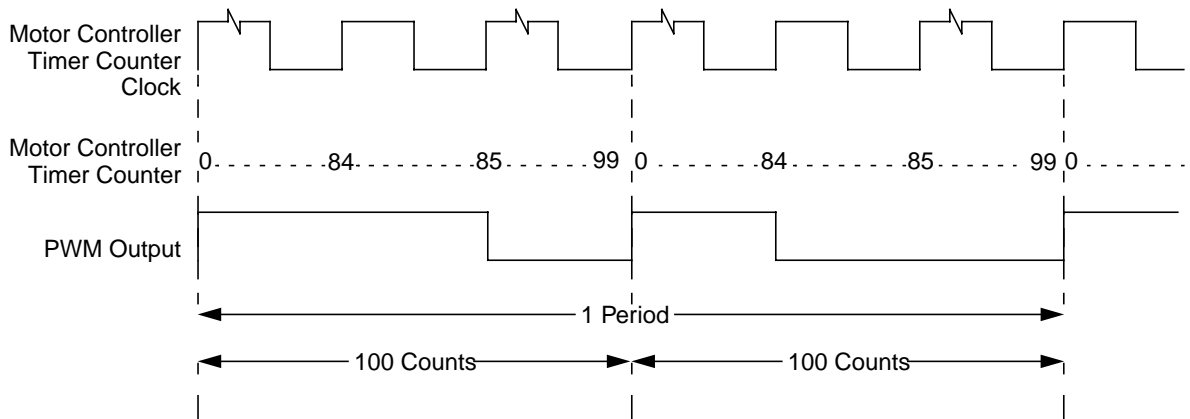 Motor Controller
Timer Counter
Clock
Motor Controller
Timer Counter
0 84 85 99 0 84 85 99 0
PWM Output
1 Period
100 Counts 100 Counts